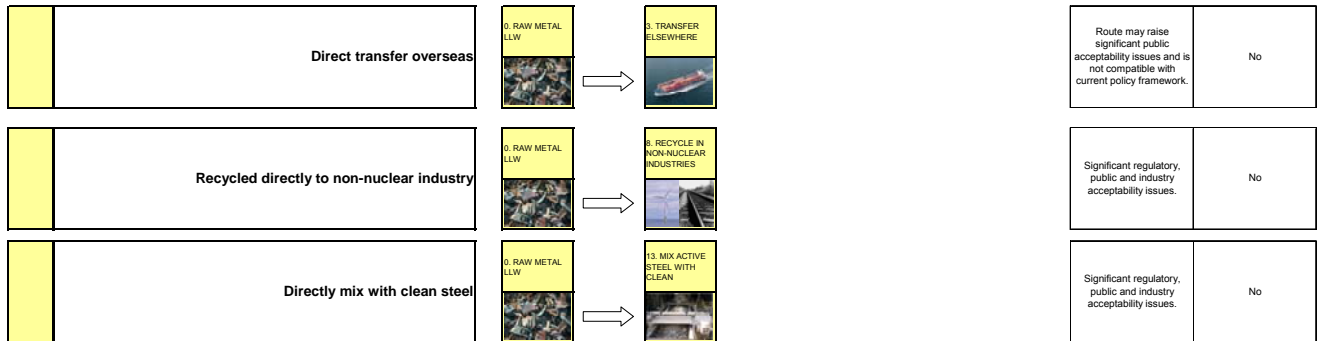 Direct transfer overseas
0. RAW METAL
LLW
3. TRANSFER
ELSEWHERE
Route may raise
significant public
acceptability issues and is
not compatible with
current policy framework.
No
Recycled directly to non-nuclear industry
0. RAW METAL
LLW
8. RECYCLE IN
NON-NUCLEAR
INDUSTRIES
Significant regulatory,
public and industry
acceptability issues.
No
Directly mix with clean steel
0. RAW METAL
LLW
13. MIX ACTIVE
STEEL WITH
CLEAN
Significant regulatory,
public and industry
acceptability issues.
No